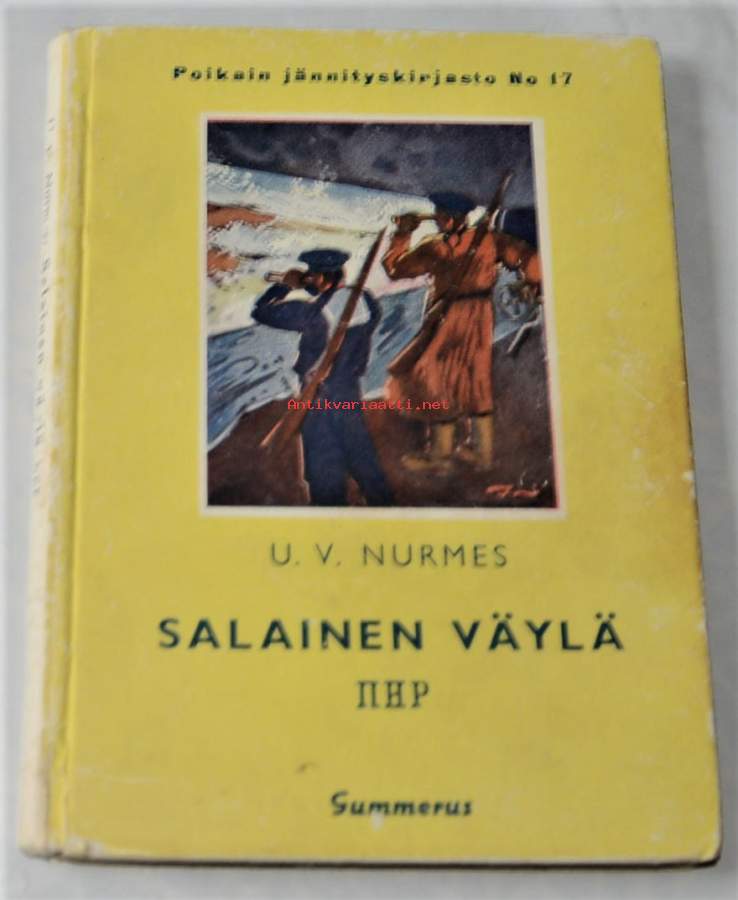 Poikain jännityskirjasto No 17
Antikvariaatti.net
U. V. NURMES
SALAINEN VÄYLÄ
ПНР
Gummerus